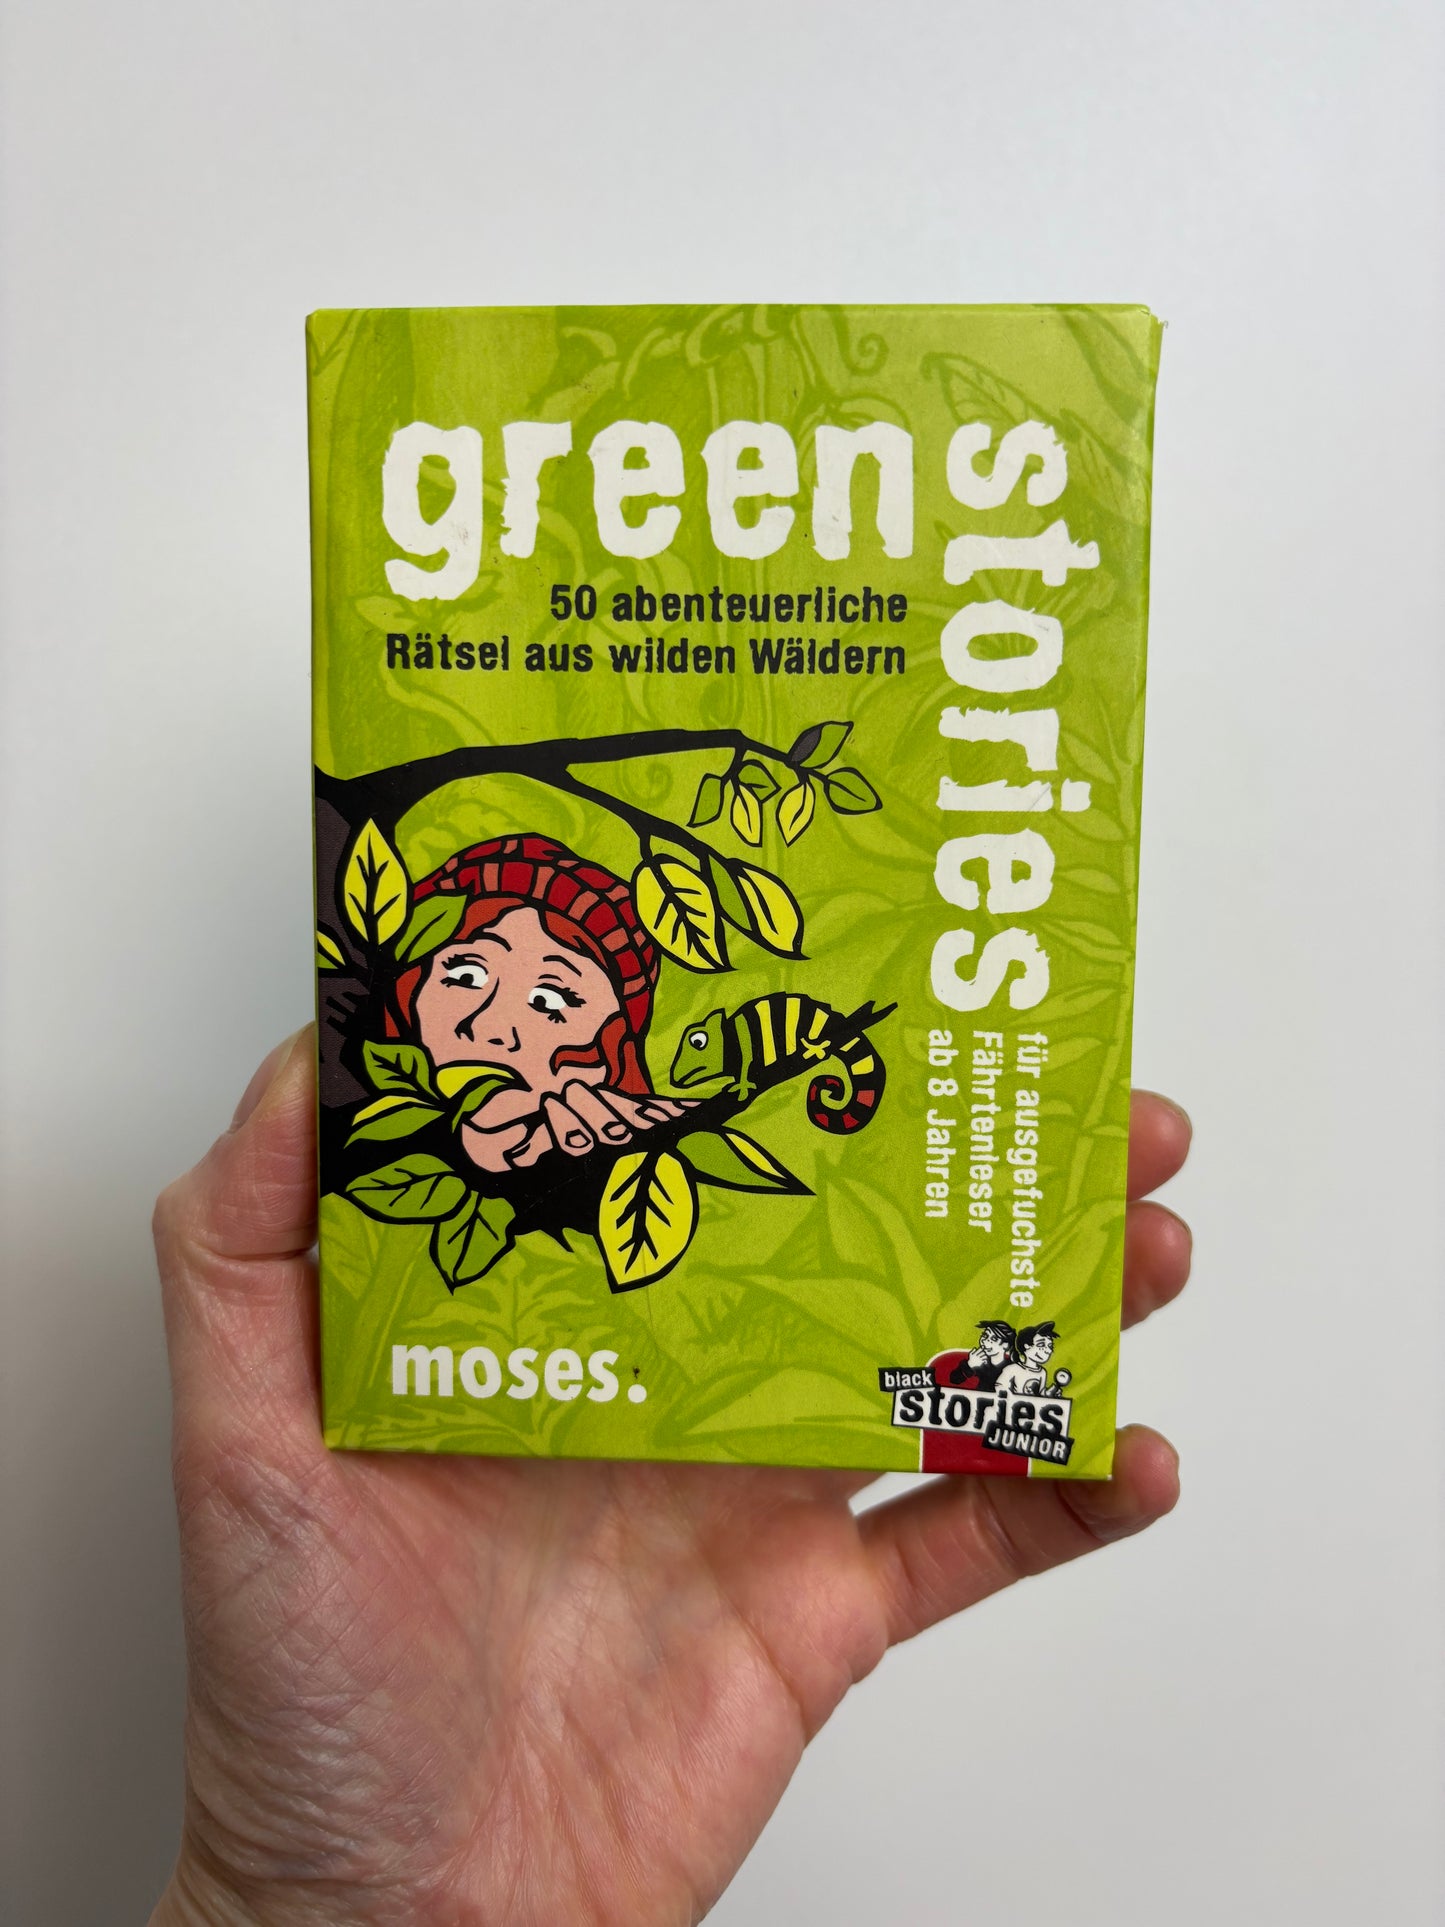 green
stories
50 abenteuerliche
Rätsel aus wilden Wäldern
für ausgefuchste
Fährtenleser
ab 8 Jahren
moses.
black
stories
JUNIOR